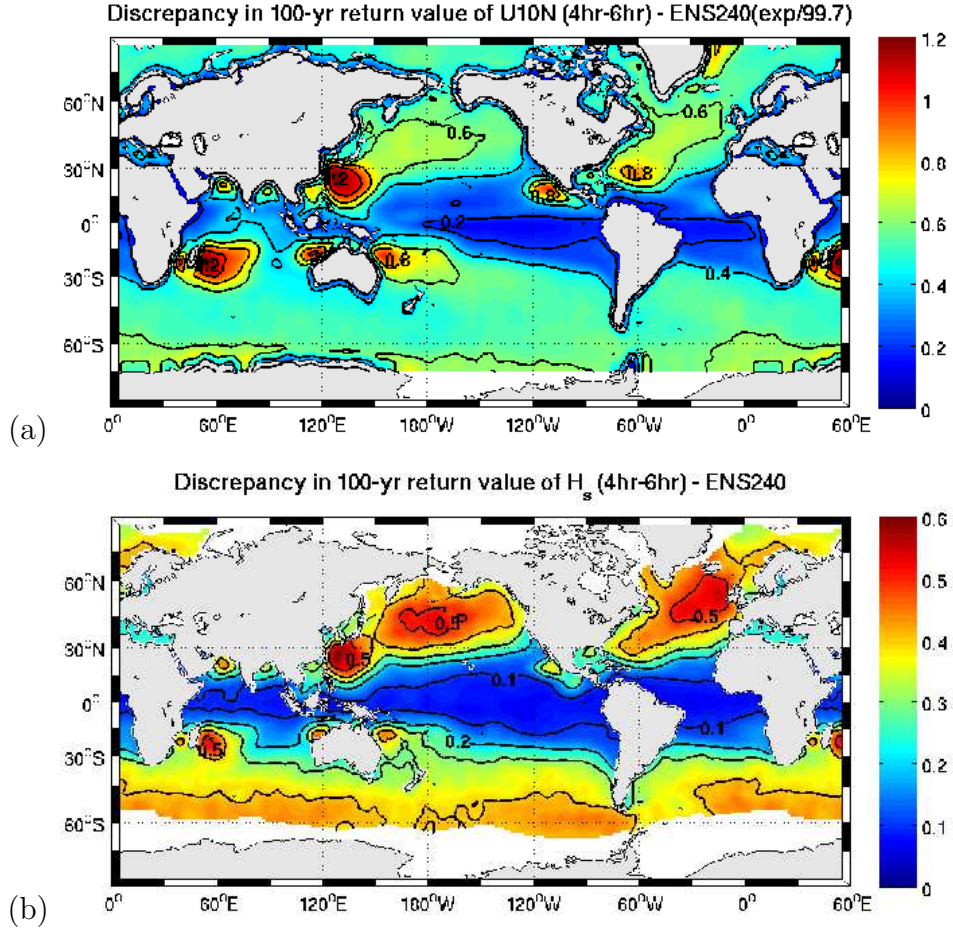 Discrepancy in 100-yr return value of U10N (4hr-6hr) - ENS240(exp/99.7)
60°N
30°N
0°
30°S
60°S
0.6
0.6
0.8
0.8
0.2
0.4
0.8
0° 60°E 120°E 180°W 120°W 60°W 0° 60°E
1.2
1
0.8
0.6
0.4
0.2
0
(a)
Discrepancy in 100-yr return value of Hs (4hr-6hr) - ENS240
60°N
30°N
0°
30°S
60°S
0.5
0.5
0.5
0.1
0.1
0.2
0.5
0° 60°E 120°E 180°W 120°W 60°W 0° 60°E
0.6
0.5
0.4
0.3
0.2
0.1
0
(b)